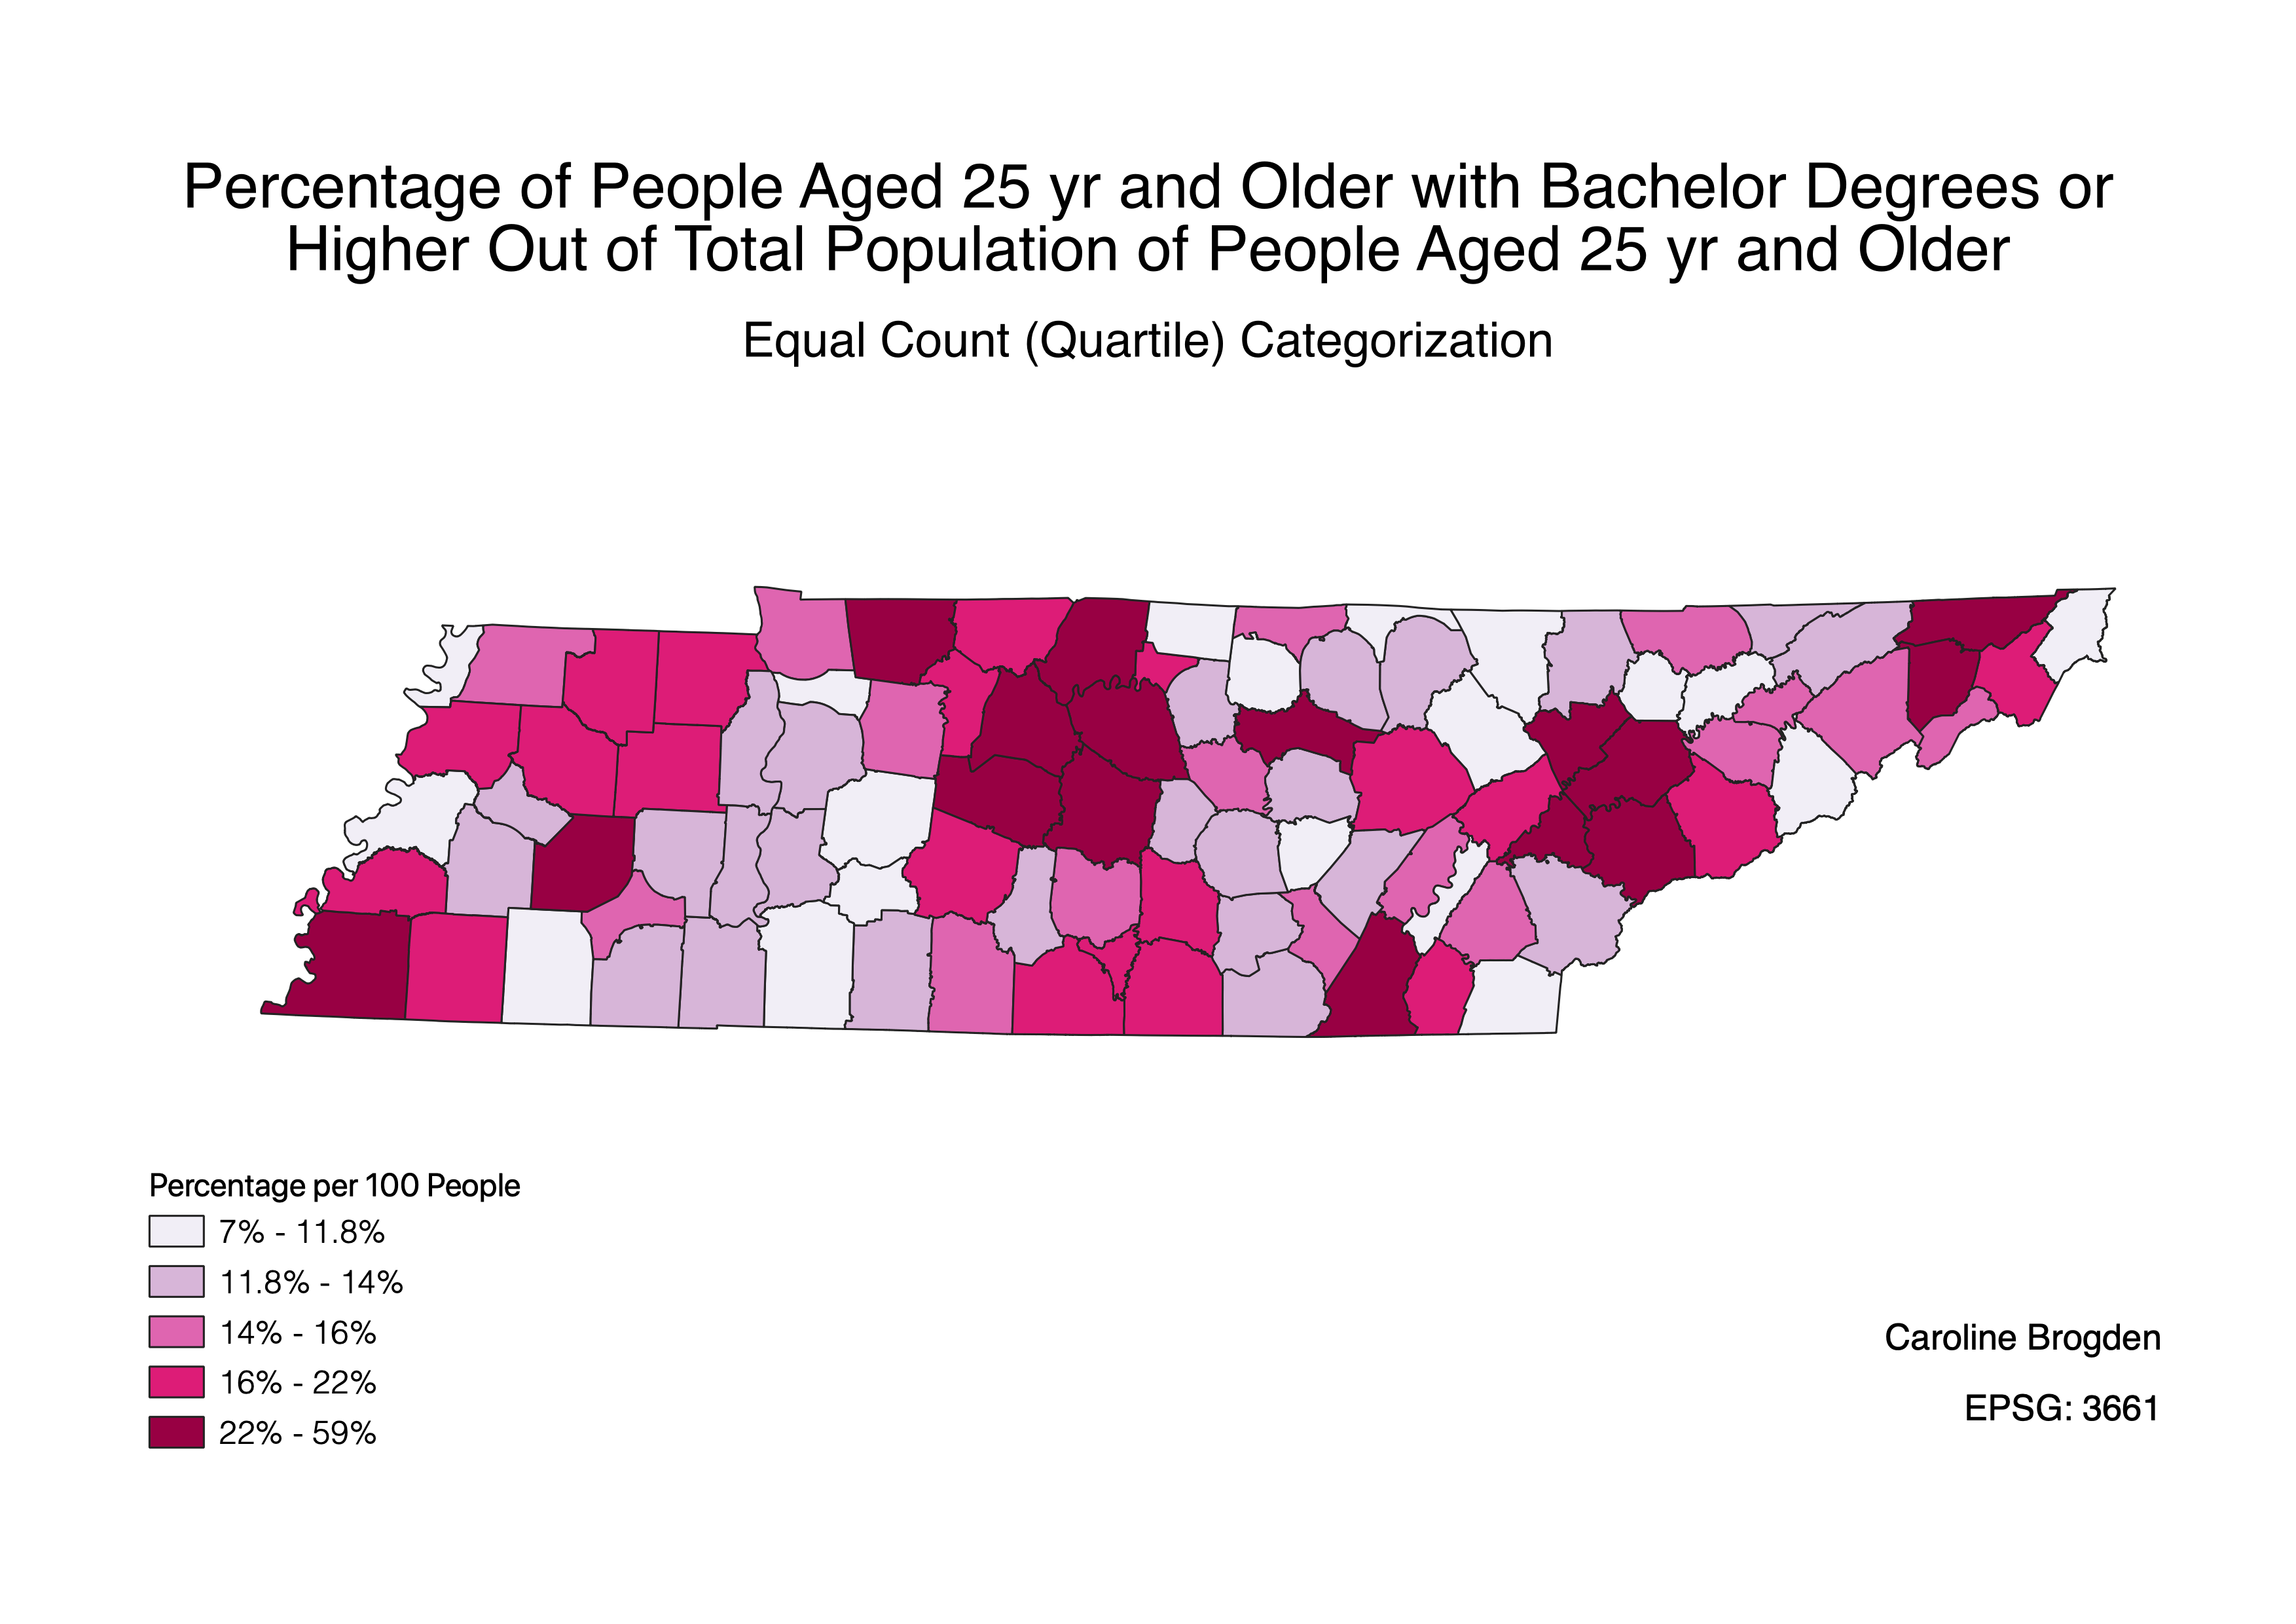 Percentage of People Aged 25 yr and Older with Bachelor Degrees or
Higher Out of Total Population of People Aged 25 yr and Older
Equal Count (Quartile) Categorization
Percentage per 100 People
7% - 11.8%
11.8% - 14%
14% - 16%
16% - 22%
22% - 59%
Caroline Brogden
EPSG: 3661